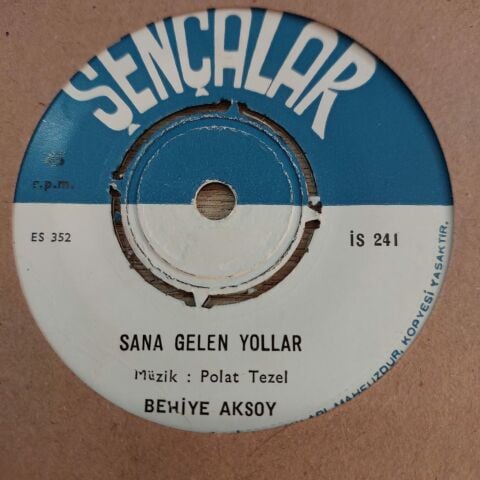 ŞENÇALAR
r.p.m.
ES 352
İS 241
SANA GELEN YOLLAR
Müzik : Polat Tezel
BEHİYE AKSOY
MAHFUZDUR, KOPYESİ YASAKTIR.